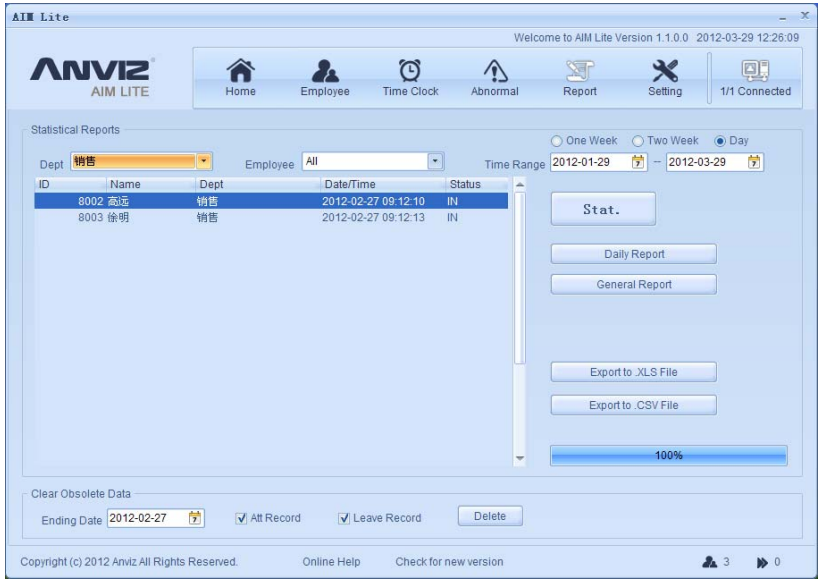 AIM Lite
Welcome to AIM Lite Version 1.1.0.0 2012-03-29 12:26:09
ANVIZ
AIM LITE
Home Employee Time Clock Abnormal Report Setting 1/1 Connected
Statistical Reports
One Week Two Week Day
Dept 销售 Employee All Time Range 2012-01-29 – 2012-03-29
ID Name Dept Date/Time Status
8002 高远 销售 2012-02-27 09:12:10 IN
8003 徐明 销售 2012-02-27 09:12:13 IN
Stat.
Daily Report
General Report
Export to .XLS File
Export to .CSV File
100%
Clear Obsolete Data
Ending Date 2012-02-27 Att Record Leave Record Delete
Copyright (c) 2012 Anviz All Rights Reserved. Online Help Check for new version 3 0